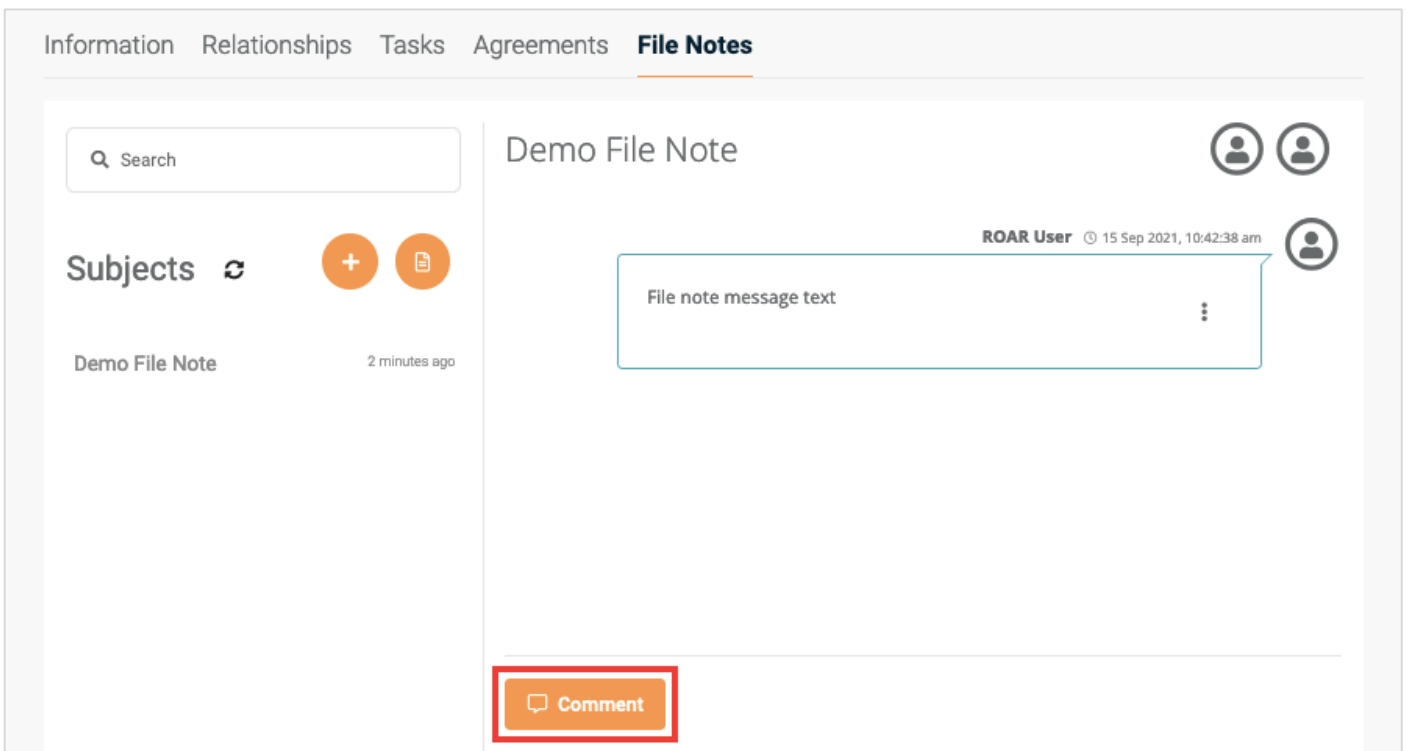 Information Relationships Tasks Agreements File Notes
Search
Subjects
Demo File Note 2 minutes ago
Demo File Note
ROAR User 15 Sep 2021, 10:42:38 am
File note message text
Comment